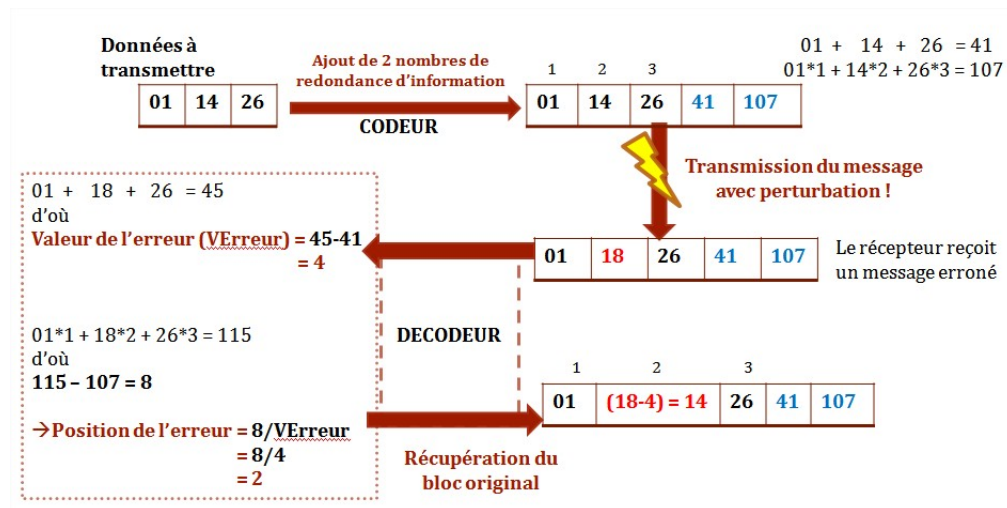 Données à
transmettre
01 14 26
Ajout de 2 nombres de
redondance d'information
CODEUR
1 2 3
01 14 26 41 107
01 + 14 + 26 = 41
01*1 + 14*2 + 26*3 = 107
Transmission du message
avec perturbation !
01 18 26 41 107
Le récepteur reçoit
un message erroné
01 + 18 + 26 = 45
d'où
Valeur de l'erreur (VErreur) = 45-41
= 4
01*1 + 18*2 + 26*3 = 115
d'où
115 – 107 = 8
→Position de l'erreur = 8/VErreur
= 8/4
= 2
DECODEUR
Récupération du
bloc original
1 2 3
01 (18-4) = 14 26 41 107